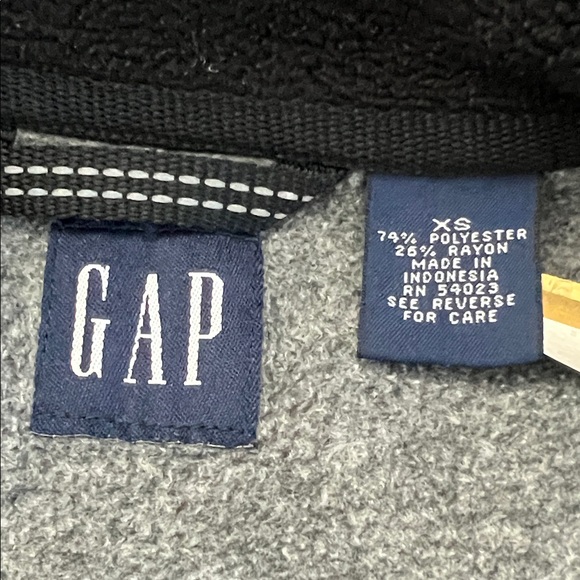 GAP
XS
74% POLYESTER
26% RAYON
MADE IN
INDONESIA
RN 54023
SEE REVERSE
FOR CARE